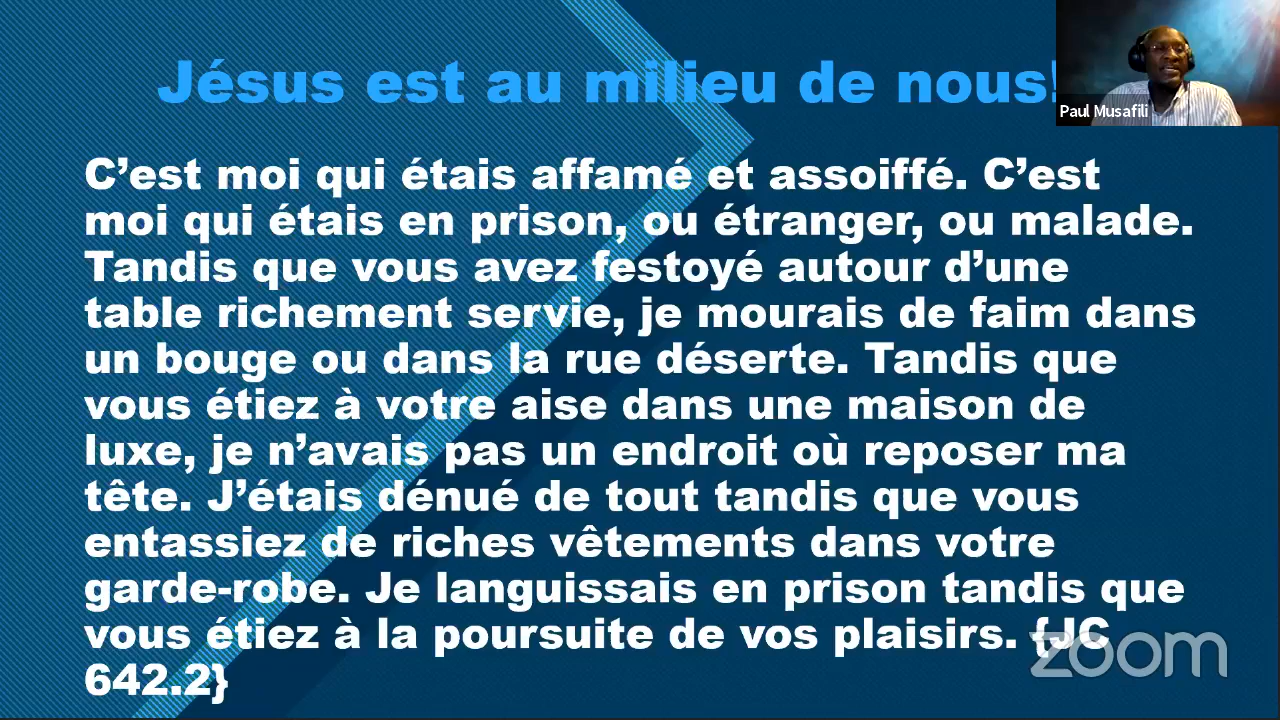 Jésus est au milieu de nous!
Paul Musafili
C’est moi qui étais affamé et assoiffé. C’est
moi qui étais en prison, ou étranger, ou malade.
Tandis que vous avez festoyé autour d’une
table richement servie, je mourais de faim dans
un bouge ou dans la rue déserte. Tandis que
vous étiez à votre aise dans une maison de
luxe, je n’avais pas un endroit où reposer ma
tête. J’étais dénué de tout tandis que vous
entassiez de riches vêtements dans votre
garde-robe. Je languissais en prison tandis que
vous étiez à la poursuite de vos plaisirs. {JC
642.2}
zoom